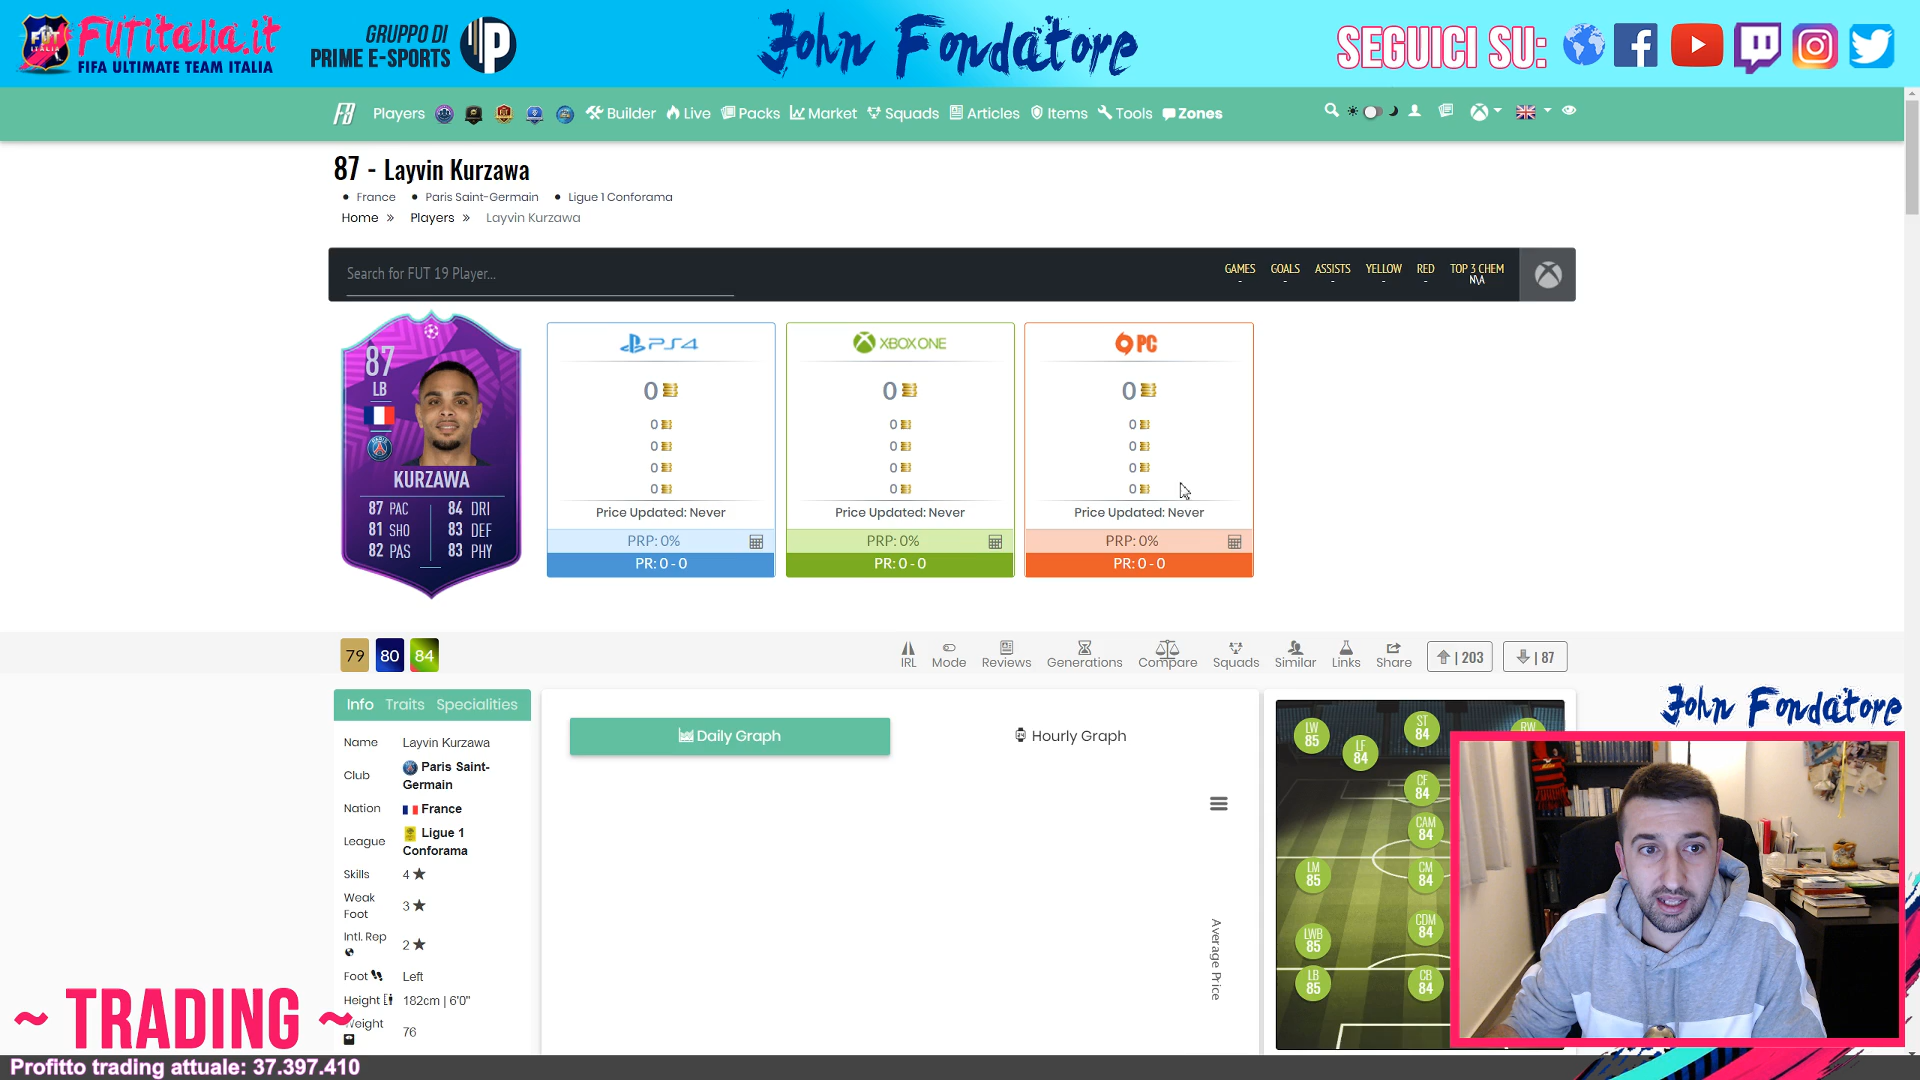 FUT ITALIA
FUTitalia.it
FIFA ULTIMATE TEAM ITALIA
GRUPPO DI
PRIME E-SPORTS
John Fondatore
SEGUICI SU:
Players Builder Live Packs Market Squads Articles Items Tools Zones
87 - Layvin Kurzawa
France Paris Saint-Germain Ligue 1 Conforama
Home » Players » Layvin Kurzawa
Search for FUT 19 Player...
GAMES GOALS ASSISTS YELLOW RED TOP 3 CHEM
- - - - - N\A
87
LB
KURZAWA
87 PAC 84 DRI
81 SHO 83 DEF
82 PAS 83 PHY
PS4
0
0
0
0
0
Price Updated: Never
PRP: 0%
PR: 0 - 0
XBOX ONE
0
0
0
0
0
Price Updated: Never
PRP: 0%
PR: 0 - 0
PC
0
0
0
0
0
Price Updated: Never
PRP: 0%
PR: 0 - 0
79 80 84
IRL Mode Reviews Generations Compare Squads Similar Links Share | 203 | 87
Info Traits Specialities
Name Layvin Kurzawa
Club Paris Saint-Germain
Nation France
League Ligue 1 Conforama
Skills 4★
Weak Foot 3★
Intl. Rep 2★
Foot Left
Height 182cm | 6'0"
Weight 76
Daily Graph Hourly Graph
Average Price
LW 85
LF 84
ST 84
RW
CF 84
CAM 84
LM 85
CM 84
LWB 85
CDM 84
LB 85
CB 84
John Fondatore
~ TRADING ~
Profitto trading attuale: 37.397.410